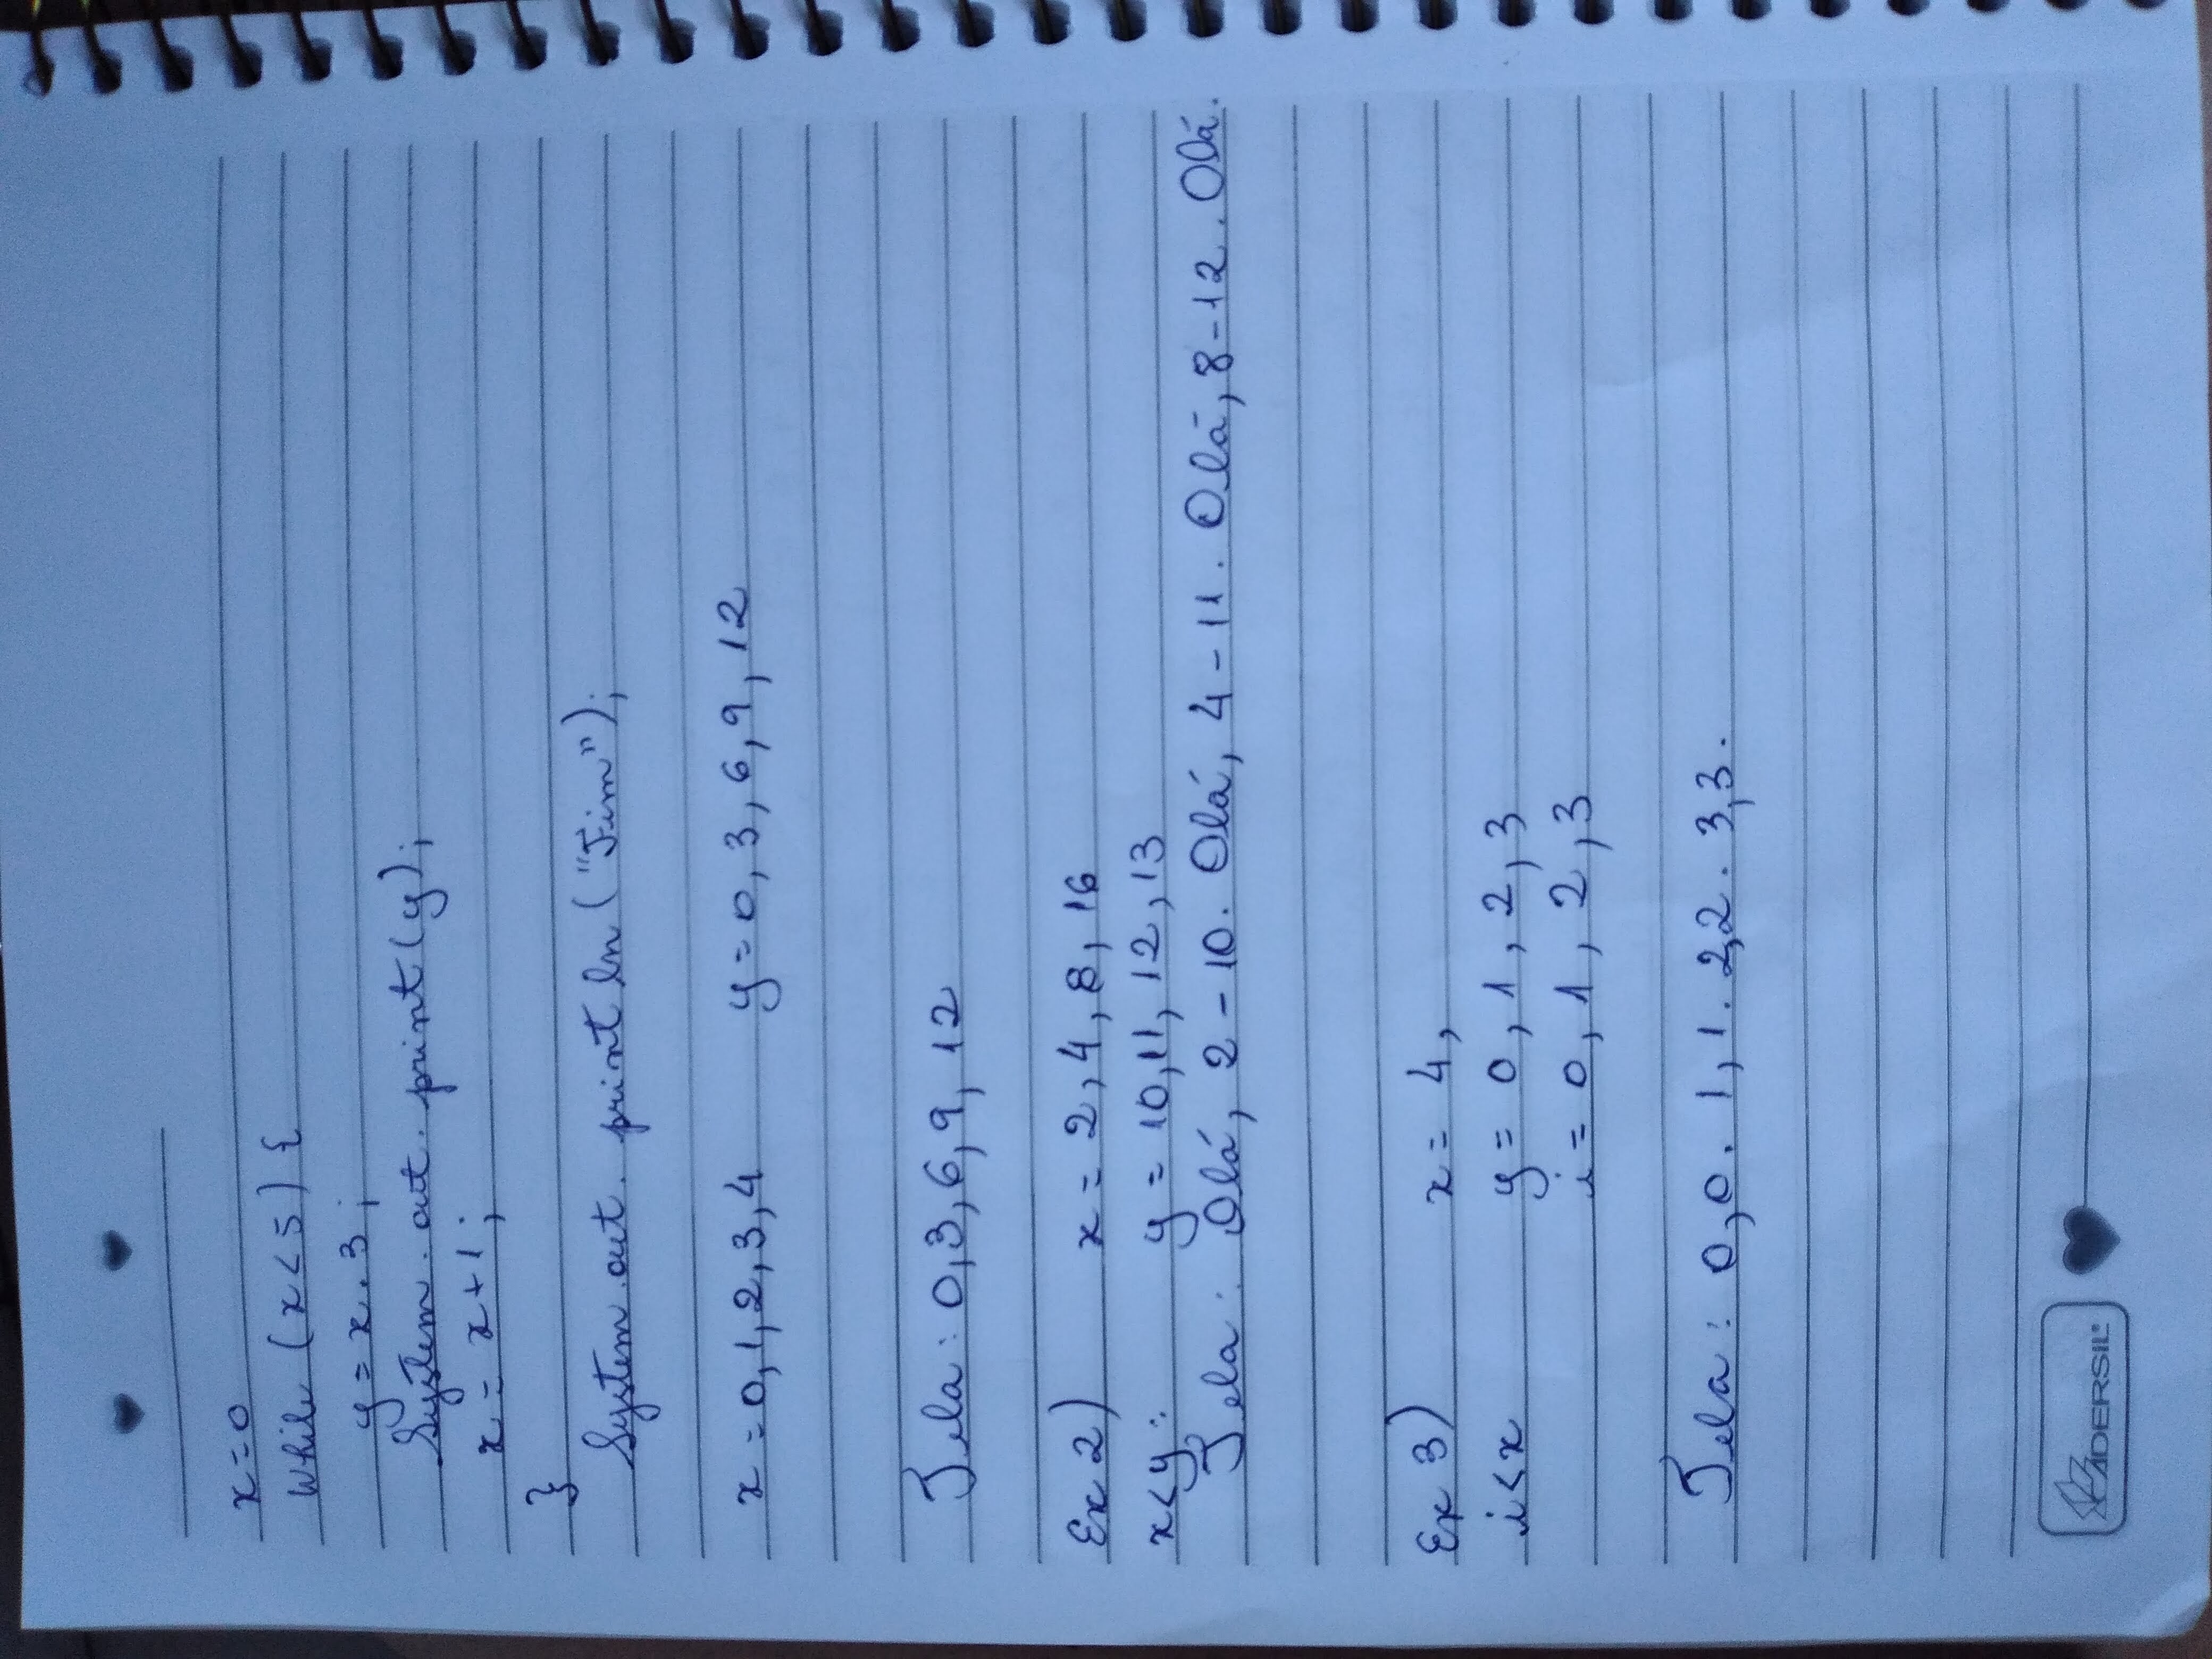 x=0
While (x<5) {
y = x . 3;
System . out . print (y);
x = x+1;
}
System . out . print ln ("Fim");
x = 0, 1, 2, 3, 4 y = 0, 3, 6, 9, 12
Tela : 0, 3, 6, 9, 12
Ex 2) x = 2, 4, 8, 16
x<y : y = 10, 11, 12, 13
Tela : Olá, 2 - 10. Olá, 4 - 11. Olá, 8 - 12. Olá.
Ex 3) x = 4,
i<x y = 0, 1, 2, 3
i = 0, 1, 2, 3
Tela : 0, 0. 1, 1. 2,2. 3,3.
ADERSIL